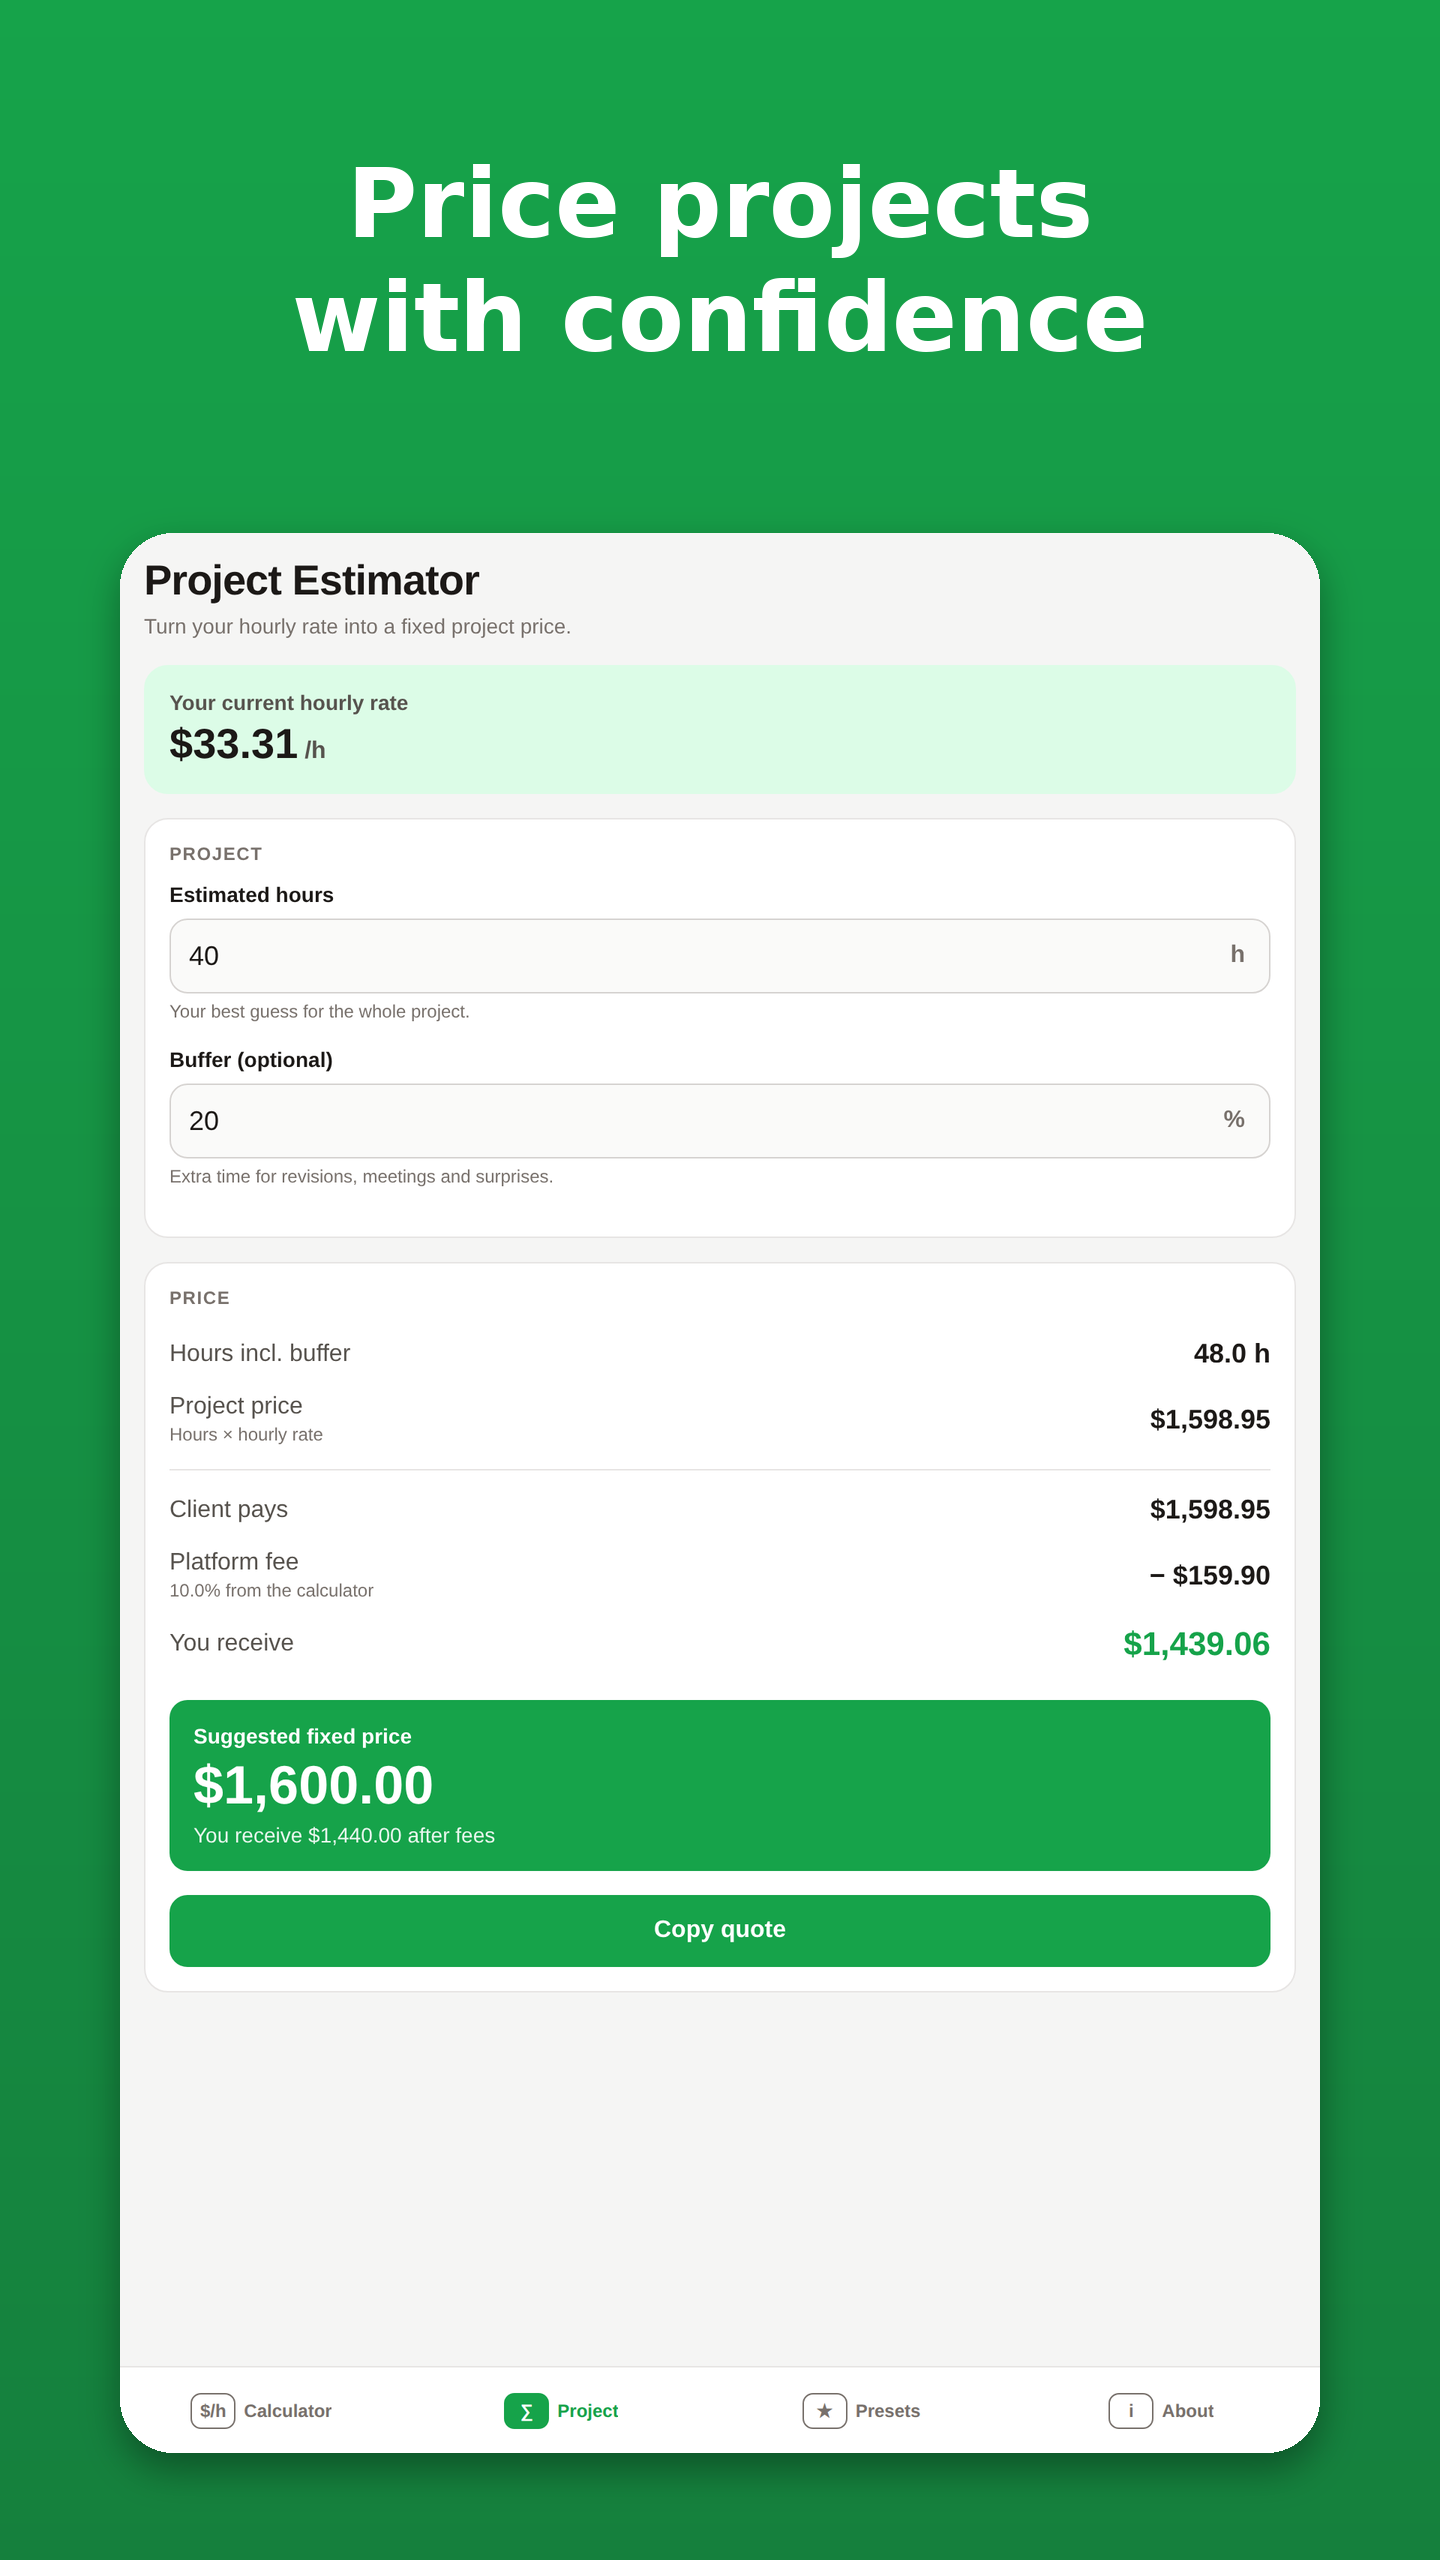 Price projects
with confidence
Project Estimator
Turn your hourly rate into a fixed project price.
Your current hourly rate
$33.31 /h
PROJECT
Estimated hours
40 h
Your best guess for the whole project.
Buffer (optional)
20 %
Extra time for revisions, meetings and surprises.
PRICE
Hours incl. buffer 48.0 h
Project price $1,598.95
Hours × hourly rate
Client pays $1,598.95
Platform fee − $159.90
10.0% from the calculator
You receive $1,439.06
Suggested fixed price
$1,600.00
You receive $1,440.00 after fees
Copy quote
$/h Calculator ∑ Project ★ Presets i About